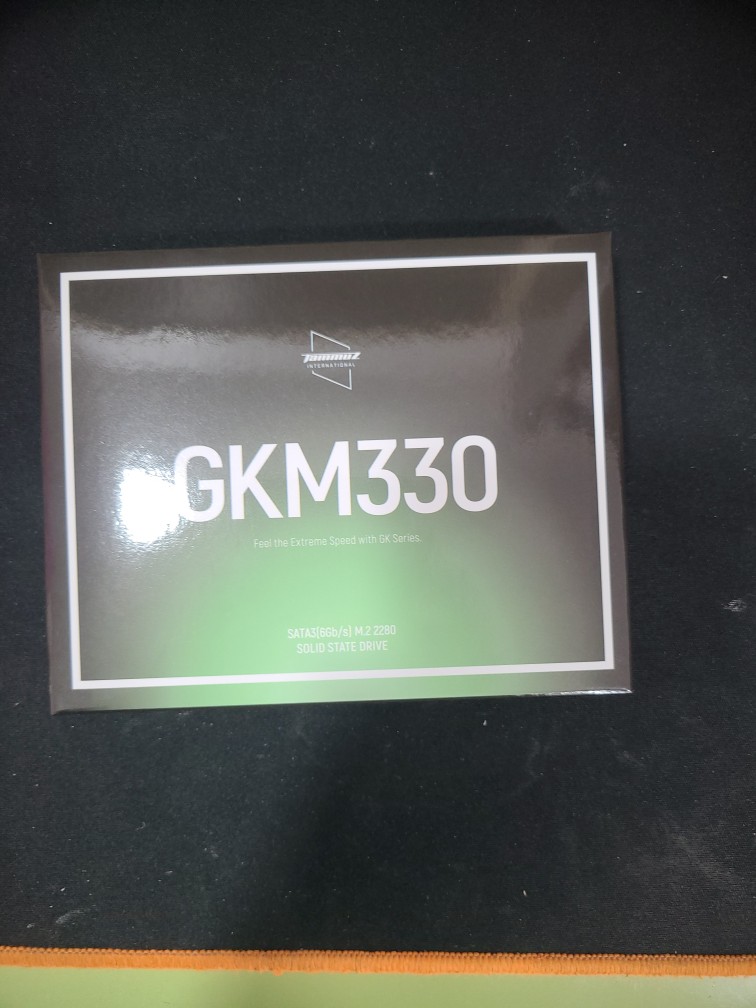 Tammuz
INTERNATIONAL
GKM330
Feel the Extreme Speed with GK Series.
SATA3(6Gb/s) M.2 2280
SOLID STATE DRIVE